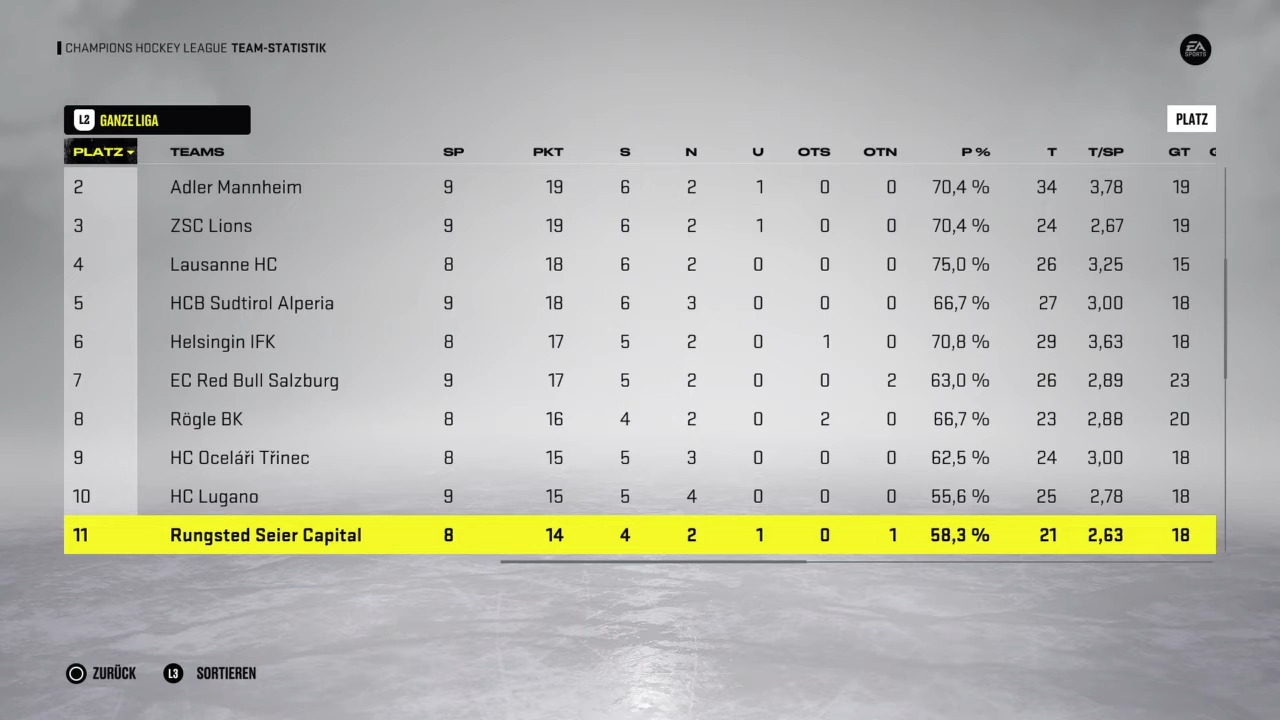 CHAMPIONS HOCKEY LEAGUE TEAM-STATISTIK
EA SPORTS
L2 GANZE LIGA
PLATZ
PLATZ TEAMS SP PKT S N U OTS OTN P % T T/SP GT
2 Adler Mannheim 9 19 6 2 1 0 0 70,4 % 34 3,78 19
3 ZSC Lions 9 19 6 2 1 0 0 70,4 % 24 2,67 19
4 Lausanne HC 8 18 6 2 0 0 0 75,0 % 26 3,25 15
5 HCB Sudtirol Alperia 9 18 6 3 0 0 0 66,7 % 27 3,00 18
6 Helsingin IFK 8 17 5 2 0 1 0 70,8 % 29 3,63 18
7 EC Red Bull Salzburg 9 17 5 2 0 0 2 63,0 % 26 2,89 23
8 Rögle BK 8 16 4 2 0 2 0 66,7 % 23 2,88 20
9 HC Oceláři Třinec 8 15 5 3 0 0 0 62,5 % 24 3,00 18
10 HC Lugano 9 15 5 4 0 0 0 55,6 % 25 2,78 18
11 Rungsted Seier Capital 8 14 4 2 1 0 1 58,3 % 21 2,63 18
ZURÜCK L3 SORTIEREN